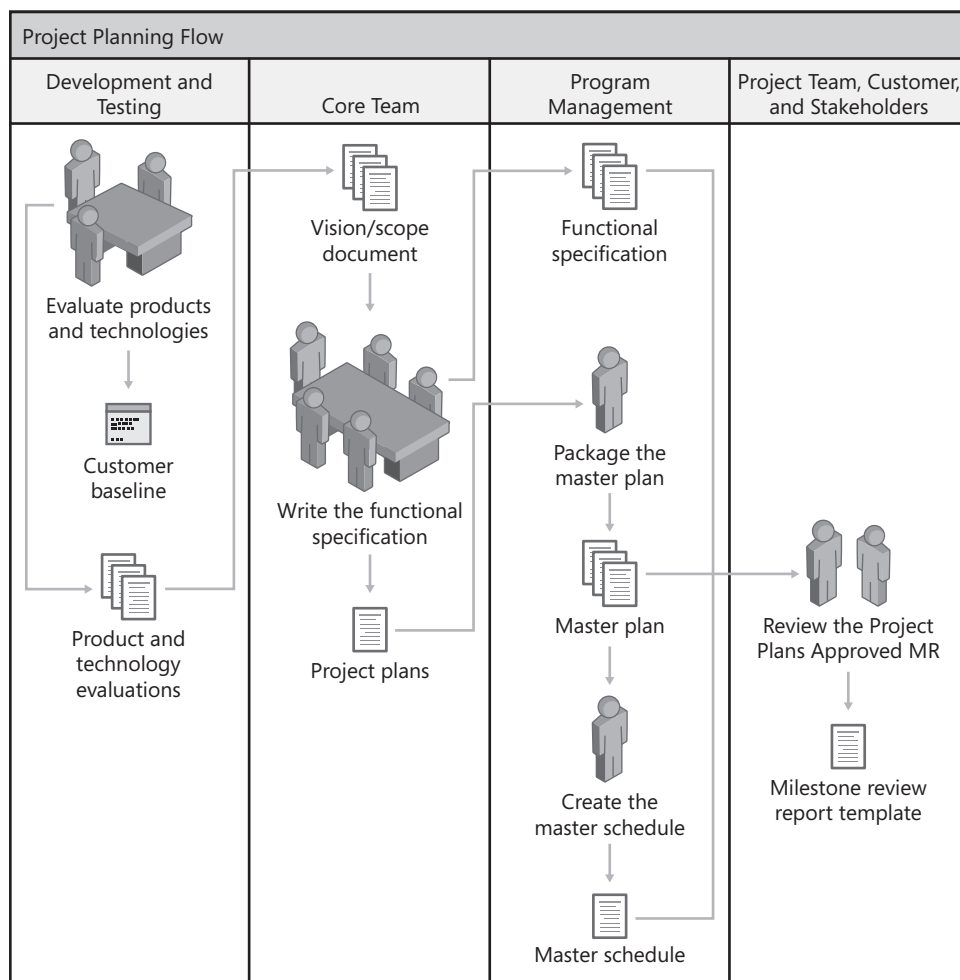 Project Planning Flow
Development and
Testing
Core Team
Program
Management
Project Team, Customer,
and Stakeholders
Evaluate products
and technologies
Customer
baseline
Product and
technology
evaluations
Vision/scope
document
Write the functional
specification
Project plans
Functional
specification
Package the
master plan
Master plan
Create the
master schedule
Master schedule
Review the Project
Plans Approved MR
Milestone review
report template